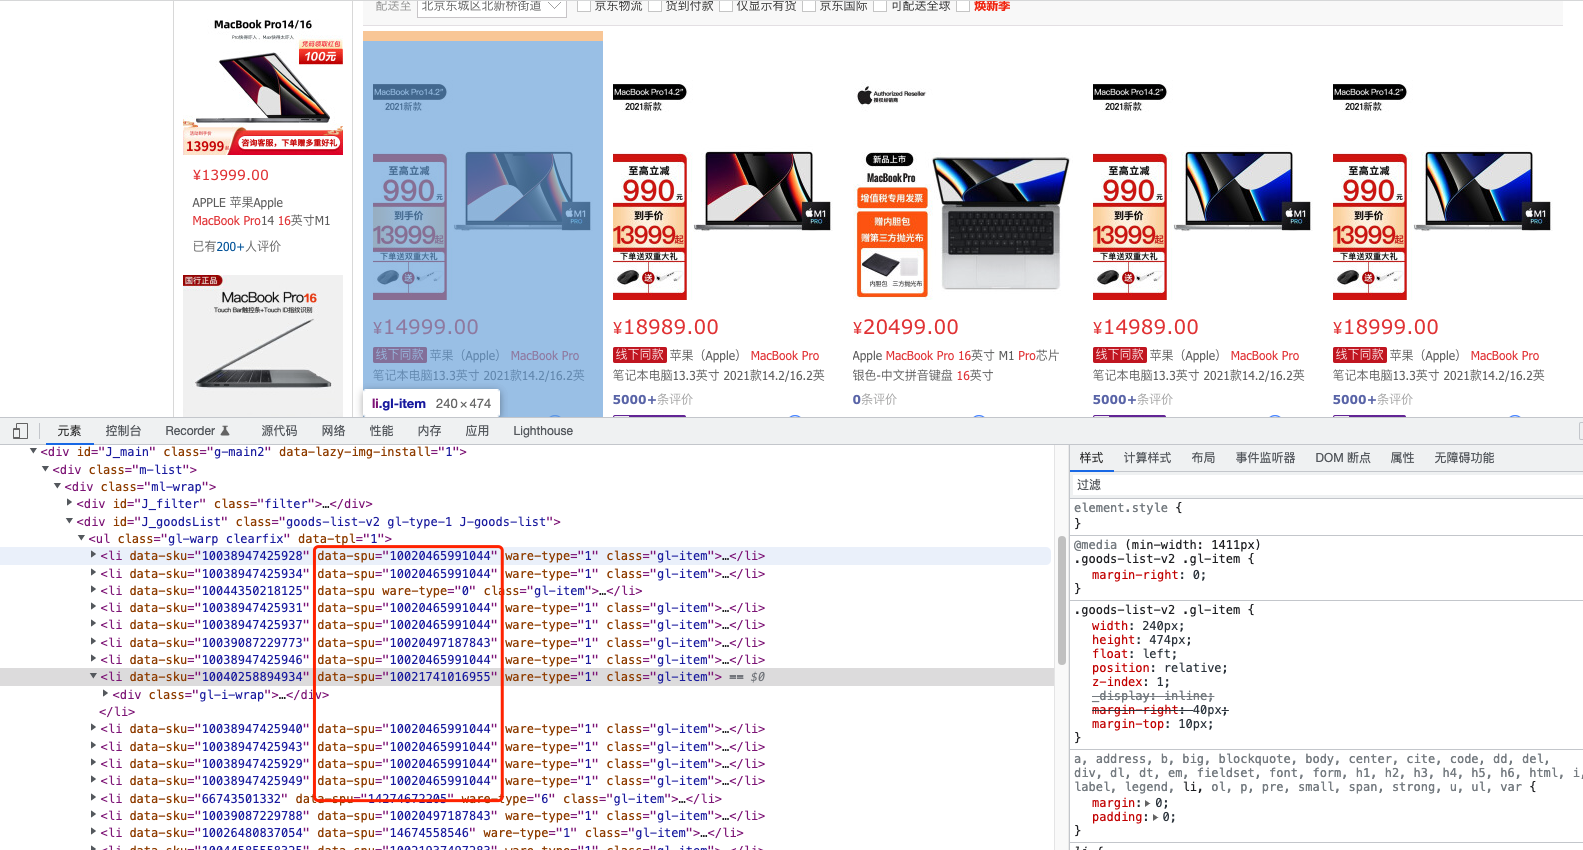 配送至 北京东城区北新桥街道 京东物流 货到付款 仅显示有货 京东国际 可配送全球 焕新季
MacBook Pro14/16
凭码领取红包
100元
13999起 咨询客服，下单赠多重好礼
¥13999.00
APPLE 苹果Apple
MacBook Pro14 16英寸M1
已有200+人评价
国行正品
MacBook Pro16
Touch Bar触控条+Touch ID指纹识别
MacBook Pro14.2"
2021新款
至高立减
990元
到手价
13999起
下单送双重大礼
送
M1
PRO
¥14999.00
线下同款 苹果（Apple） MacBook Pro
笔记本电脑13.3英寸 2021款14.2/16.2英
li.gl-item 240 × 474
MacBook Pro14.2"
2021新款
至高立减
990元
到手价
13999起
下单送双重大礼
送
M1
PRO
¥18989.00
线下同款 苹果（Apple） MacBook Pro
笔记本电脑13.3英寸 2021款14.2/16.2英
5000+条评价
Authorized Reseller
授权经销商
新品上市
MacBook Pro
增值税专用发票
赠内胆包
赠第三方抛光布
内胆包 三方抛光布
¥20499.00
Apple MacBook Pro 16英寸 M1 Pro芯片
银色-中文拼音键盘 16英寸
0条评价
MacBook Pro14.2"
2021新款
至高立减
990元
到手价
13999起
下单送双重大礼
送
M1
PRO
¥14989.00
线下同款 苹果（Apple） MacBook Pro
笔记本电脑13.3英寸 2021款14.2/16.2英
5000+条评价
MacBook Pro14.2"
2021新款
至高立减
990元
到手价
13999起
下单送双重大礼
送
M1
PRO
¥18999.00
线下同款 苹果（Apple） MacBook Pro
笔记本电脑13.3英寸 2021款14.2/16.2英
5000+条评价
元素 控制台 Recorder 源代码 网络 性能 内存 应用 Lighthouse
<div id="J_main" class="g-main2" data-lazy-img-install="1">
<div class="m-list">
<div class="ml-wrap">
<div id="J_filter" class="filter">…</div>
<div id="J_goodsList" class="goods-list-v2 gl-type-1 J-goods-list">
<ul class="gl-warp clearfix" data-tpl="1">
<li data-sku="10038947425928" data-spu="10020465991044" ware-type="1" class="gl-item">…</li>
<li data-sku="10038947425934" data-spu="10020465991044" ware-type="1" class="gl-item">…</li>
<li data-sku="10044350218125" data-spu ware-type="0" class="gl-item">…</li>
<li data-sku="10038947425931" data-spu="10020465991044" ware-type="1" class="gl-item">…</li>
<li data-sku="10038947425937" data-spu="10020465991044" ware-type="1" class="gl-item">…</li>
<li data-sku="10039087229773" data-spu="10020497187843" ware-type="1" class="gl-item">…</li>
<li data-sku="10038947425946" data-spu="10020465991044" ware-type="1" class="gl-item">…</li>
<li data-sku="10040258894934" data-spu="10021741016955" ware-type="1" class="gl-item"> == $0
<div class="gl-i-wrap">…</div>
</li>
<li data-sku="10038947425940" data-spu="10020465991044" ware-type="1" class="gl-item">…</li>
<li data-sku="10038947425943" data-spu="10020465991044" ware-type="1" class="gl-item">…</li>
<li data-sku="10038947425929" data-spu="10020465991044" ware-type="1" class="gl-item">…</li>
<li data-sku="10038947425949" data-spu="10020465991044" ware-type="1" class="gl-item">…</li>
<li data-sku="66743501332" data-spu="14274672205" ware-type="6" class="gl-item">…</li>
<li data-sku="10039087229788" data-spu="10020497187843" ware-type="1" class="gl-item">…</li>
<li data-sku="10026480837054" data-spu="14674558546" ware-type="1" class="gl-item">…</li>
样式 计算样式 布局 事件监听器 DOM 断点 属性 无障碍功能
过滤
element.style {
}
@media (min-width: 1411px)
.goods-list-v2 .gl-item {
margin-right: 0;
}
.goods-list-v2 .gl-item {
width: 240px;
height: 474px;
float: left;
position: relative;
z-index: 1;
_display: inline;
margin-right: 40px;
margin-top: 10px;
}
a, address, b, big, blockquote, body, center, cite, code, dd, del,
div, dl, dt, em, fieldset, font, form, h1, h2, h3, h4, h5, h6, html, i,
label, legend, li, ol, p, pre, small, span, strong, u, ul, var {
margin: 0;
padding: 0;
}